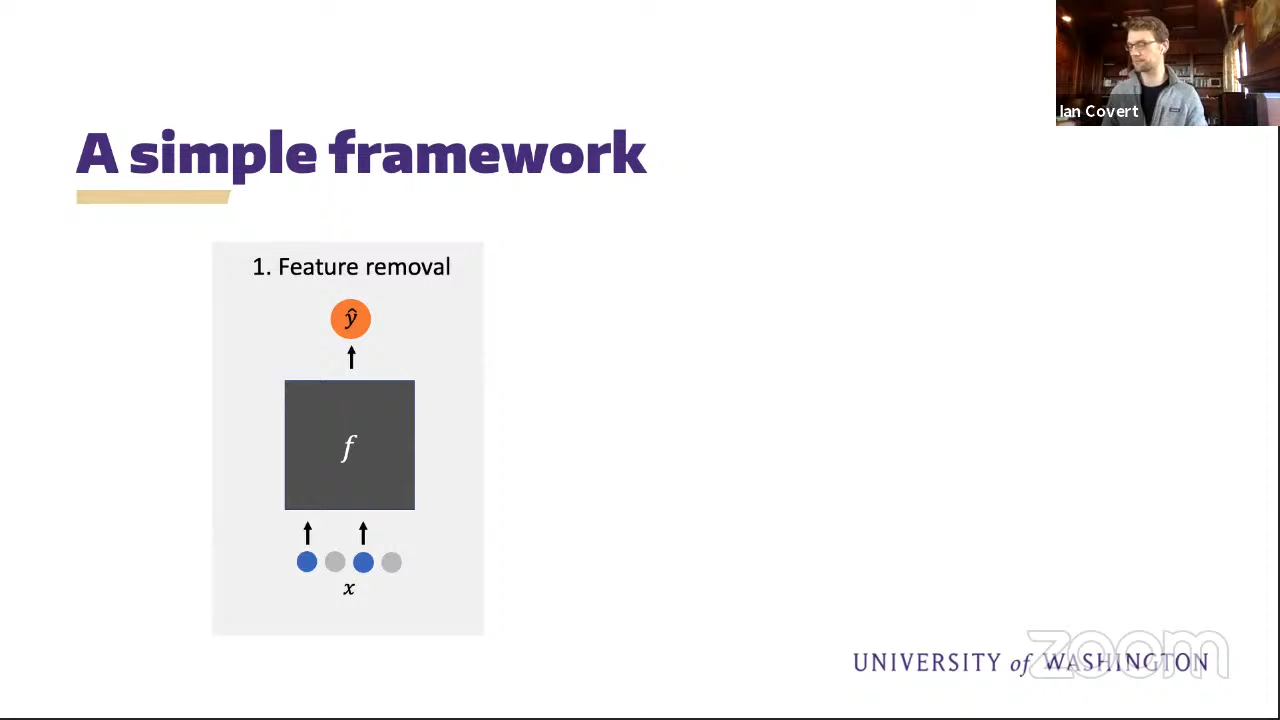 Ian Covert
A simple framework
1. Feature removal
ŷ
f
x
UNIVERSITY of WASHINGTON
zoom